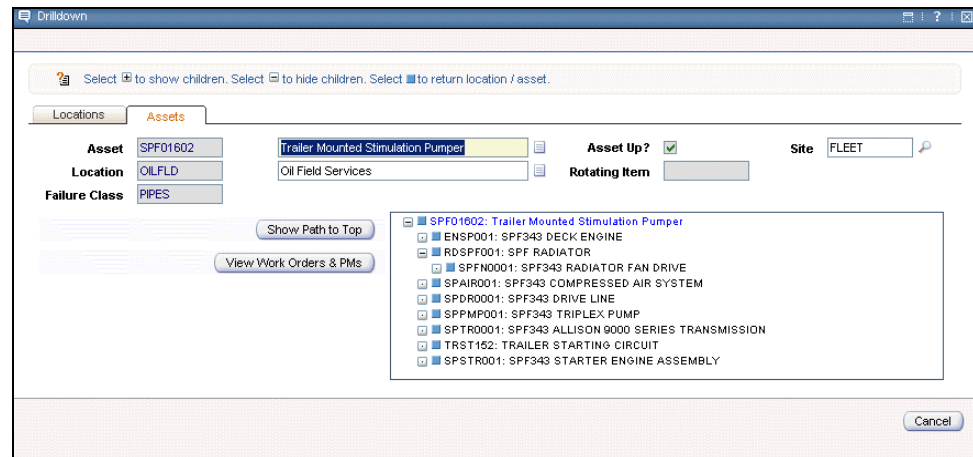 Drilldown
Select to show children. Select to hide children. Select to return location / asset.
Locations Assets
Asset SPF01602 Trailer Mounted Stimulation Pumper Asset Up? Site FLEET
Location OILFLD Oil Field Services Rotating Item
Failure Class PIPES
Show Path to Top
View Work Orders & PMs
SPF01602: Trailer Mounted Stimulation Pumper
ENSP001: SPF343 DECK ENGINE
RDSPF001: SPF RADIATOR
SPFN0001: SPF343 RADIATOR FAN DRIVE
SPAIR001: SPF343 COMPRESSED AIR SYSTEM
SPDR0001: SPF343 DRIVE LINE
SPPMP001: SPF343 TRIPLEX PUMP
SPTR0001: SPF343 ALLISON 9000 SERIES TRANSMISSION
TRST152: TRAILER STARTING CIRCUIT
SPSTR001: SPF343 STARTER ENGINE ASSEMBLY
Cancel